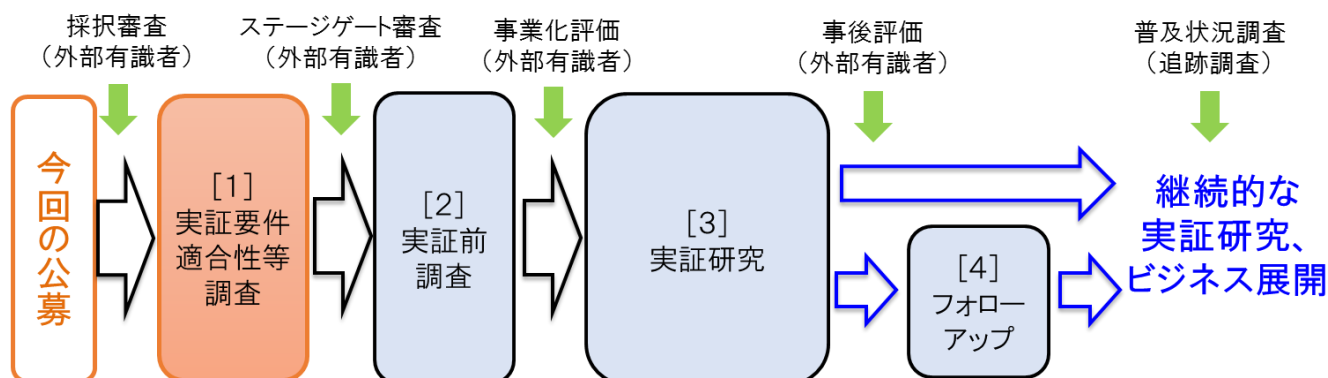 採択審査
（外部有識者）
ステージゲート審査
（外部有識者）
事業化評価
（外部有識者）
事後評価
（外部有識者）
普及状況調査
（追跡調査）
今回の公募
[1]
実証要件
適合性等
調査
[2]
実証前
調査
[3]
実証研究
[4]
フォロー
アップ
継続的な
実証研究、
ビジネス展開